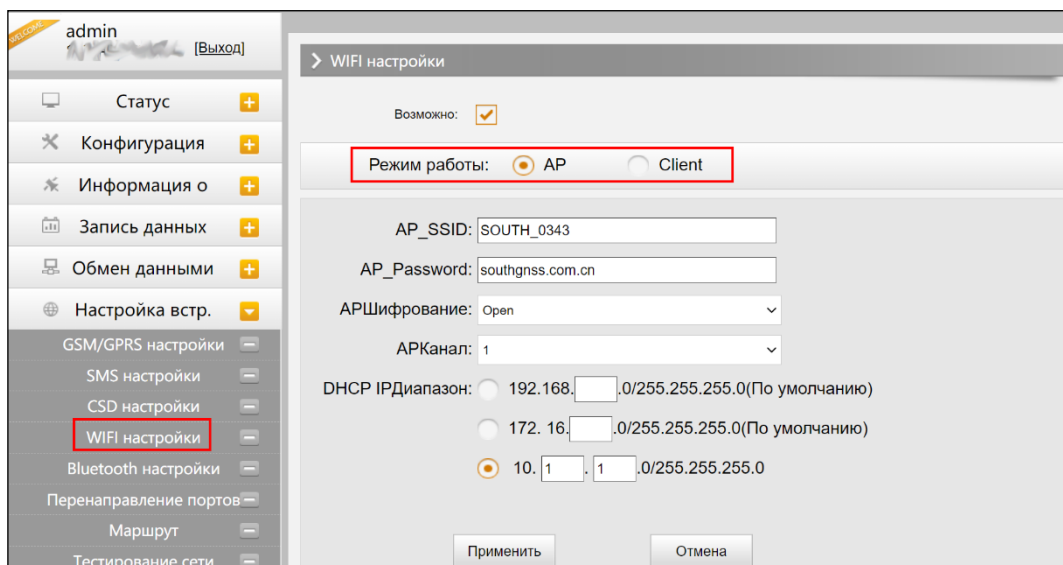 WELCOME
admin
[Выход]
Статус
Конфигурация
Информация о
Запись данных
Обмен данными
Настройка встр.
GSM/GPRS настройки
SMS настройки
CSD настройки
WIFI настройки
Bluetooth настройки
Перенаправление портов
Маршрут
Тестирование сети
WIFI настройки
Возможно:
Режим работы: AP Client
AP_SSID: SOUTH_0343
AP_Password: southgnss.com.cn
APШифрование: Open
APКанал: 1
DHCP IPДиапазон: 192.168. .0/255.255.255.0(По умолчанию)
172. 16. .0/255.255.255.0(По умолчанию)
10. 1 . 1 .0/255.255.255.0
Применить Отмена